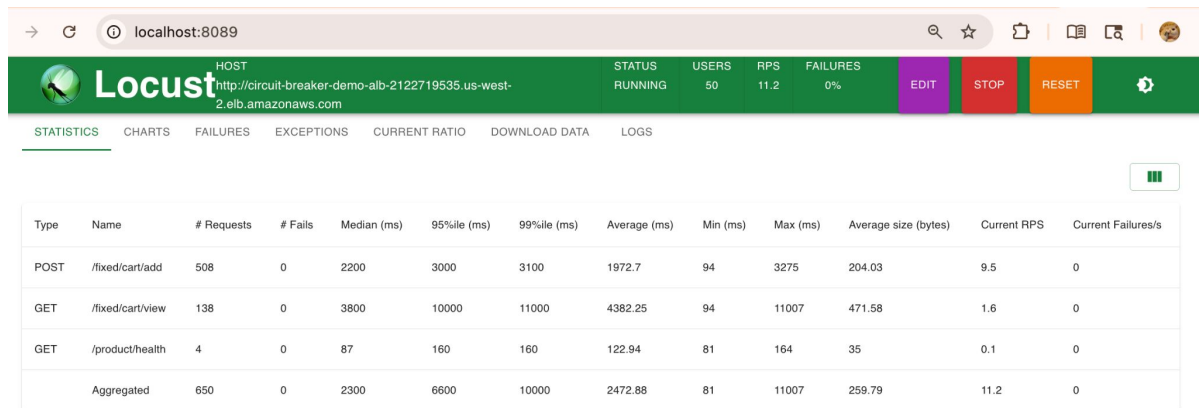 localhost:8089
Locust
HOST
http://circuit-breaker-demo-alb-2122719535.us-west-
2.elb.amazonaws.com
STATUS
RUNNING
USERS
50
RPS
11.2
FAILURES
0%
EDIT
STOP
RESET
STATISTICS CHARTS FAILURES EXCEPTIONS CURRENT RATIO DOWNLOAD DATA LOGS
Type Name # Requests # Fails Median (ms) 95%ile (ms) 99%ile (ms) Average (ms) Min (ms) Max (ms) Average size (bytes) Current RPS Current Failures/s
POST /fixed/cart/add 508 0 2200 3000 3100 1972.7 94 3275 204.03 9.5 0
GET /fixed/cart/view 138 0 3800 10000 11000 4382.25 94 11007 471.58 1.6 0
GET /product/health 4 0 87 160 160 122.94 81 164 35 0.1 0
Aggregated 650 0 2300 6600 10000 2472.88 81 11007 259.79 11.2 0